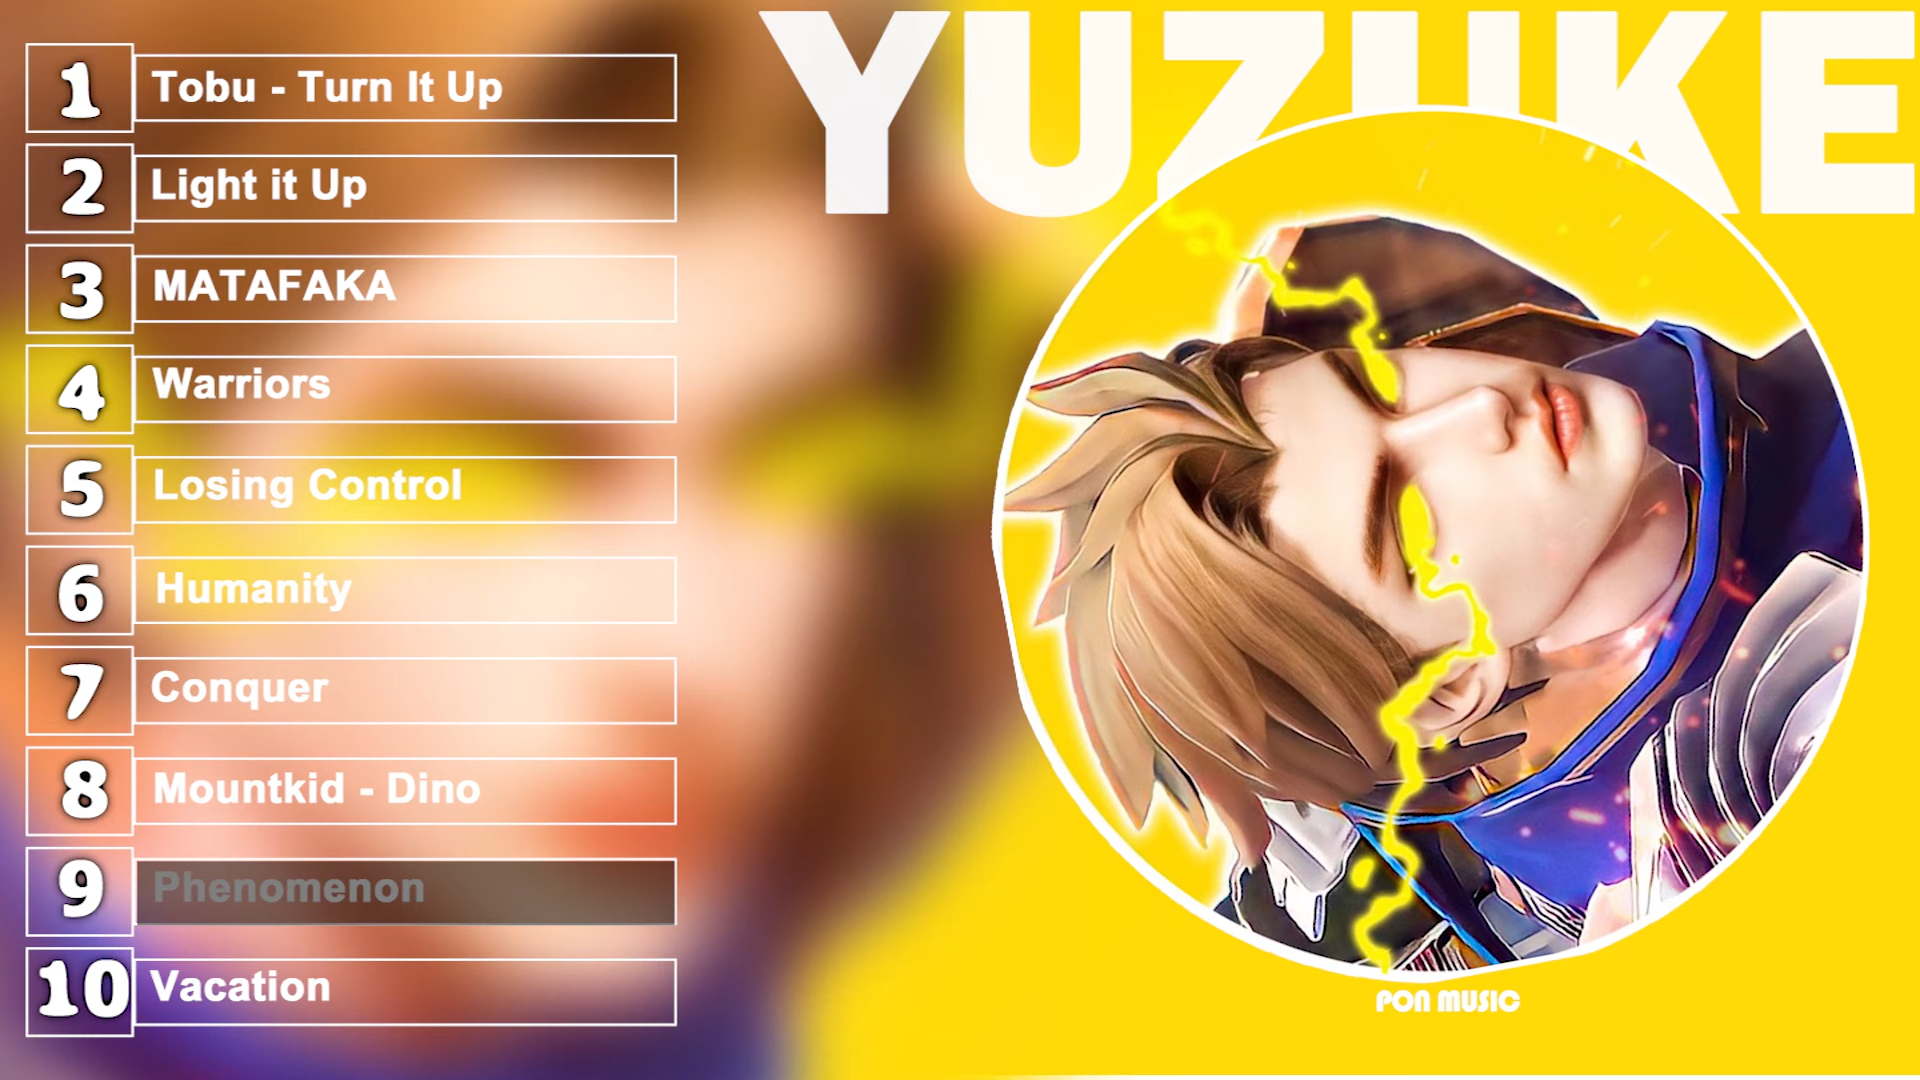 YUZUKE
1 Tobu - Turn It Up
2 Light it Up
3 MATAFAKA
4 Warriors
5 Losing Control
6 Humanity
7 Conquer
8 Mountkid - Dino
9 Phenomenon
10 Vacation
PON MUSIC